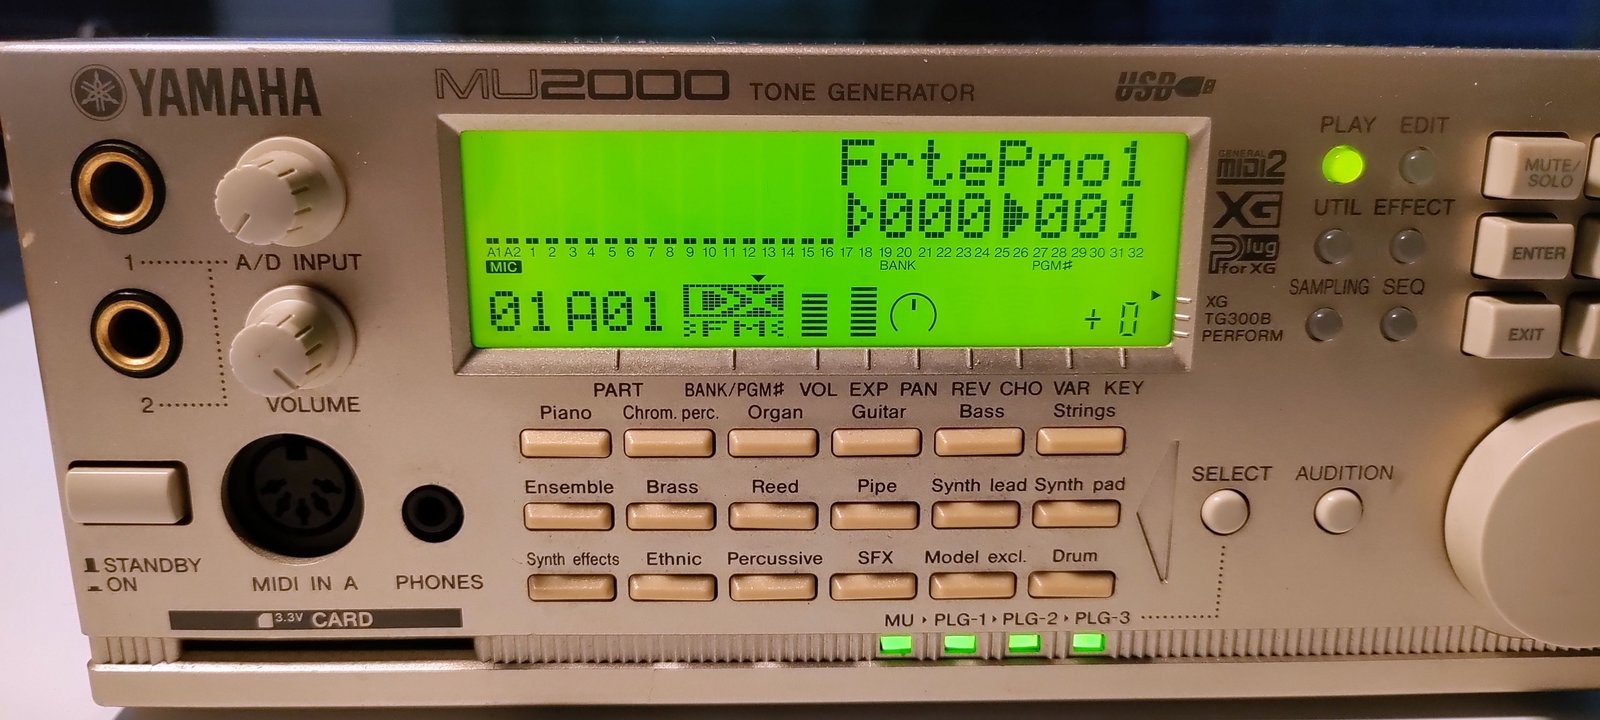 YAMAHA
MU2000 TONE GENERATOR
USB
FrtePno1
000 001
A1 A2 1 2 3 4 5 6 7 8 9 10 11 12 13 14 15 16 17 18 19 20 21 22 23 24 25 26 27 28 29 30 31 32
MIC
BANK PGM#
01 A01
+ 0
1
A/D INPUT
2
VOLUME
PLAY EDIT
GENERAL
MIDI2
XG
Plug
for XG
UTIL EFFECT
SAMPLING SEQ
XG
TG300B
PERFORM
MUTE/
SOLO
ENTER
EXIT
PART BANK/PGM# VOL EXP PAN REV CHO VAR KEY
Piano Chrom. perc. Organ Guitar Bass Strings
Ensemble Brass Reed Pipe Synth lead Synth pad
Synth effects Ethnic Percussive SFX Model excl. Drum
SELECT AUDITION
STANDBY
ON
MIDI IN A
PHONES
3.3V CARD
MU PLG-1 PLG-2 PLG-3